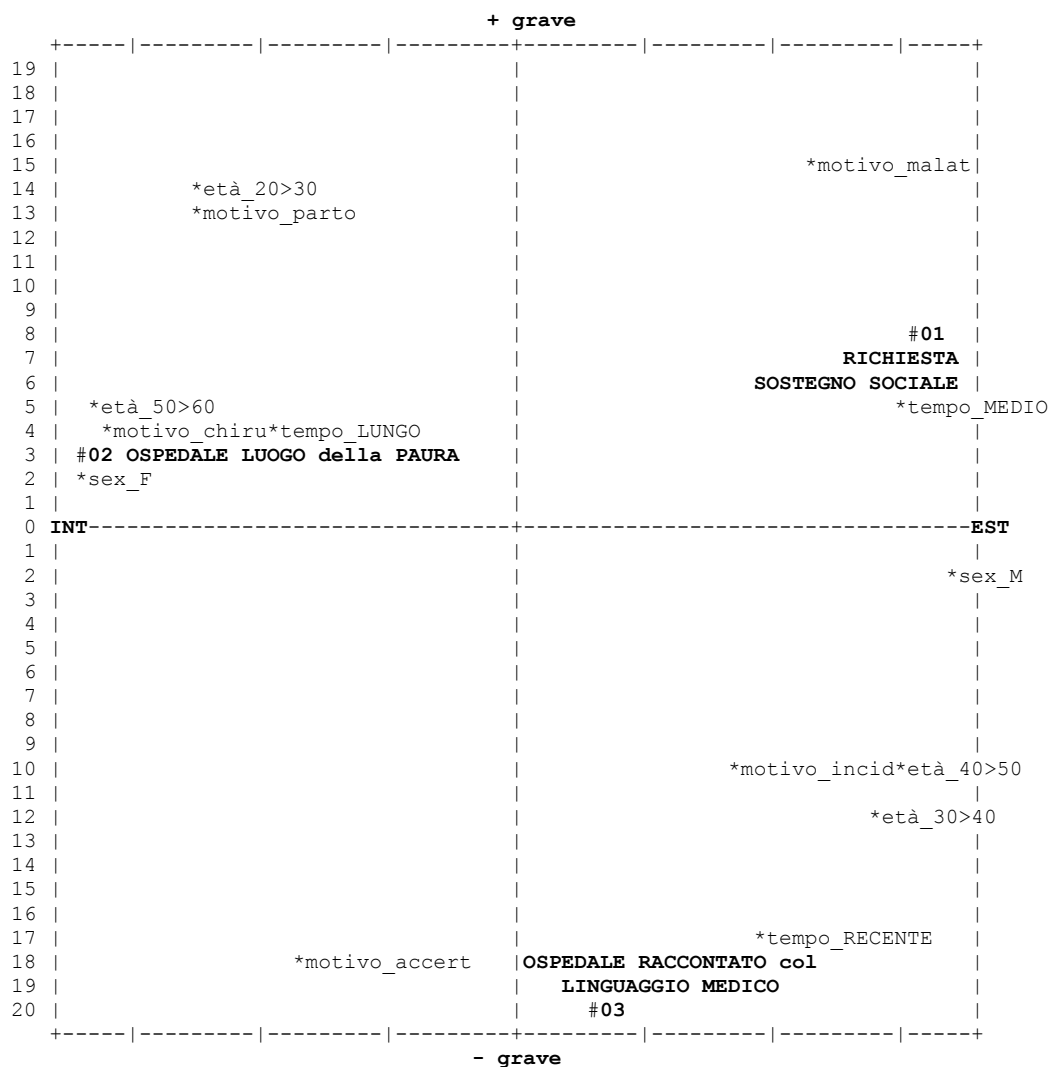 + grave
+-----|---------|---------|---------+---------|---------|---------|-----+
19 | | |
18 | | |
17 | | |
16 | | |
15 | | *motivo_malat|
14 | *età_20>30 | |
13 | *motivo_parto | |
12 | | |
11 | | |
10 | | |
9 | | |
8 | | #01 |
7 | | RICHIESTA |
6 | | SOSTEGNO SOCIALE |
5 | *età_50>60 | *tempo_MEDIO
4 | *motivo_chiru*tempo_LUNGO | |
3 | #02 OSPEDALE LUOGO della PAURA | |
2 | *sex_F | |
1 | | |
0 INT---------------------------------+-----------------------------------EST
1 | | |
2 | | *sex_M
3 | | |
4 | | |
5 | | |
6 | | |
7 | | |
8 | | |
9 | | |
10 | | *motivo_incid*età_40>50
11 | | |
12 | | *età_30>40
13 | | |
14 | | |
15 | | |
16 | | |
17 | | *tempo_RECENTE |
18 | *motivo_accert |OSPEDALE RACCONTATO col |
19 | | LINGUAGGIO MEDICO |
20 | | #03 |
+-----|---------|---------|---------+---------|---------|---------|-----+
- grave